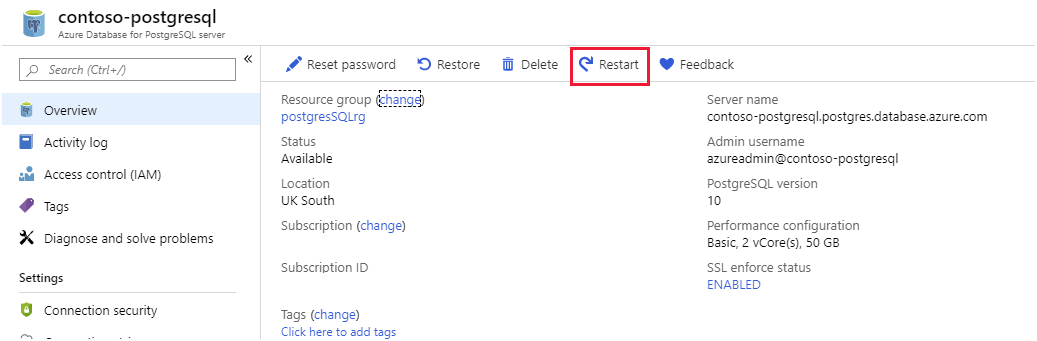 contoso-postgresql
Azure Database for PostgreSQL server
Search (Ctrl+/)
«
Overview
Activity log
Access control (IAM)
Tags
Diagnose and solve problems
Settings
Connection security
Reset password
Restore
Delete
Restart
Feedback
Resource group (change)
postgresSQLrg
Status
Available
Location
UK South
Subscription (change)
Subscription ID
Tags (change)
Click here to add tags
Server name
contoso-postgresql.postgres.database.azure.com
Admin username
azureadmin@contoso-postgresql
PostgreSQL version
10
Performance configuration
Basic, 2 vCore(s), 50 GB
SSL enforce status
ENABLED